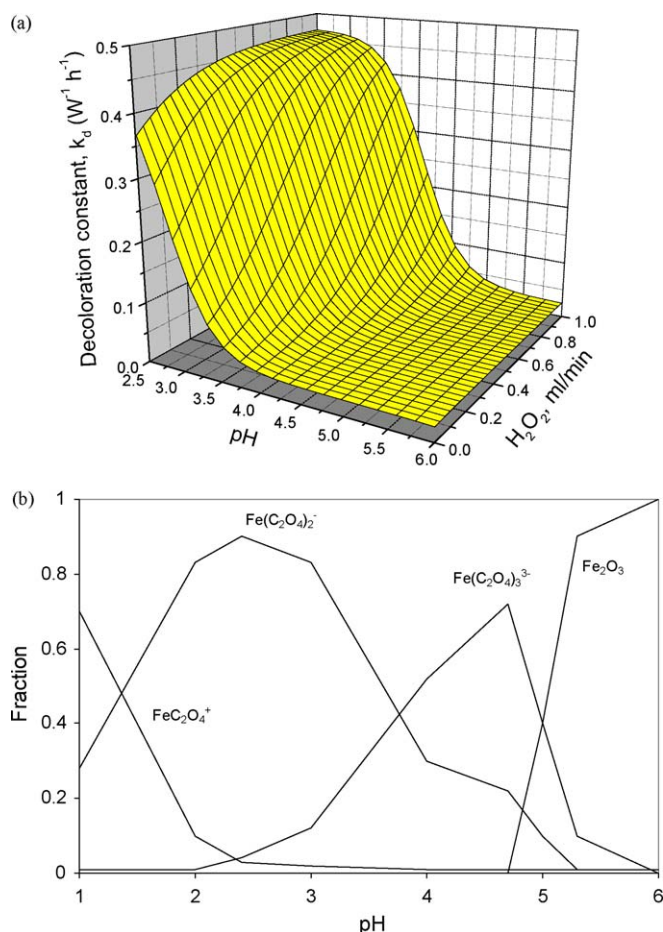 (a)
Decoloration constant, k_d (W⁻¹ h⁻¹)
0.5
0.4
0.3
0.2
0.1
0.0
2.5
3.0
3.5
4.0
4.5
5.0
5.5
6.0
pH
0.0
0.2
0.4
0.6
0.8
1.0
H₂O₂, ml/min
(b)
Fraction
1
0.8
0.6
0.4
0.2
0
Fe(C₂O₄)₂⁻
Fe(C₂O₄)₃³⁻
Fe₂O₃
FeC₂O₄⁺
1
2
3
4
5
6
pH